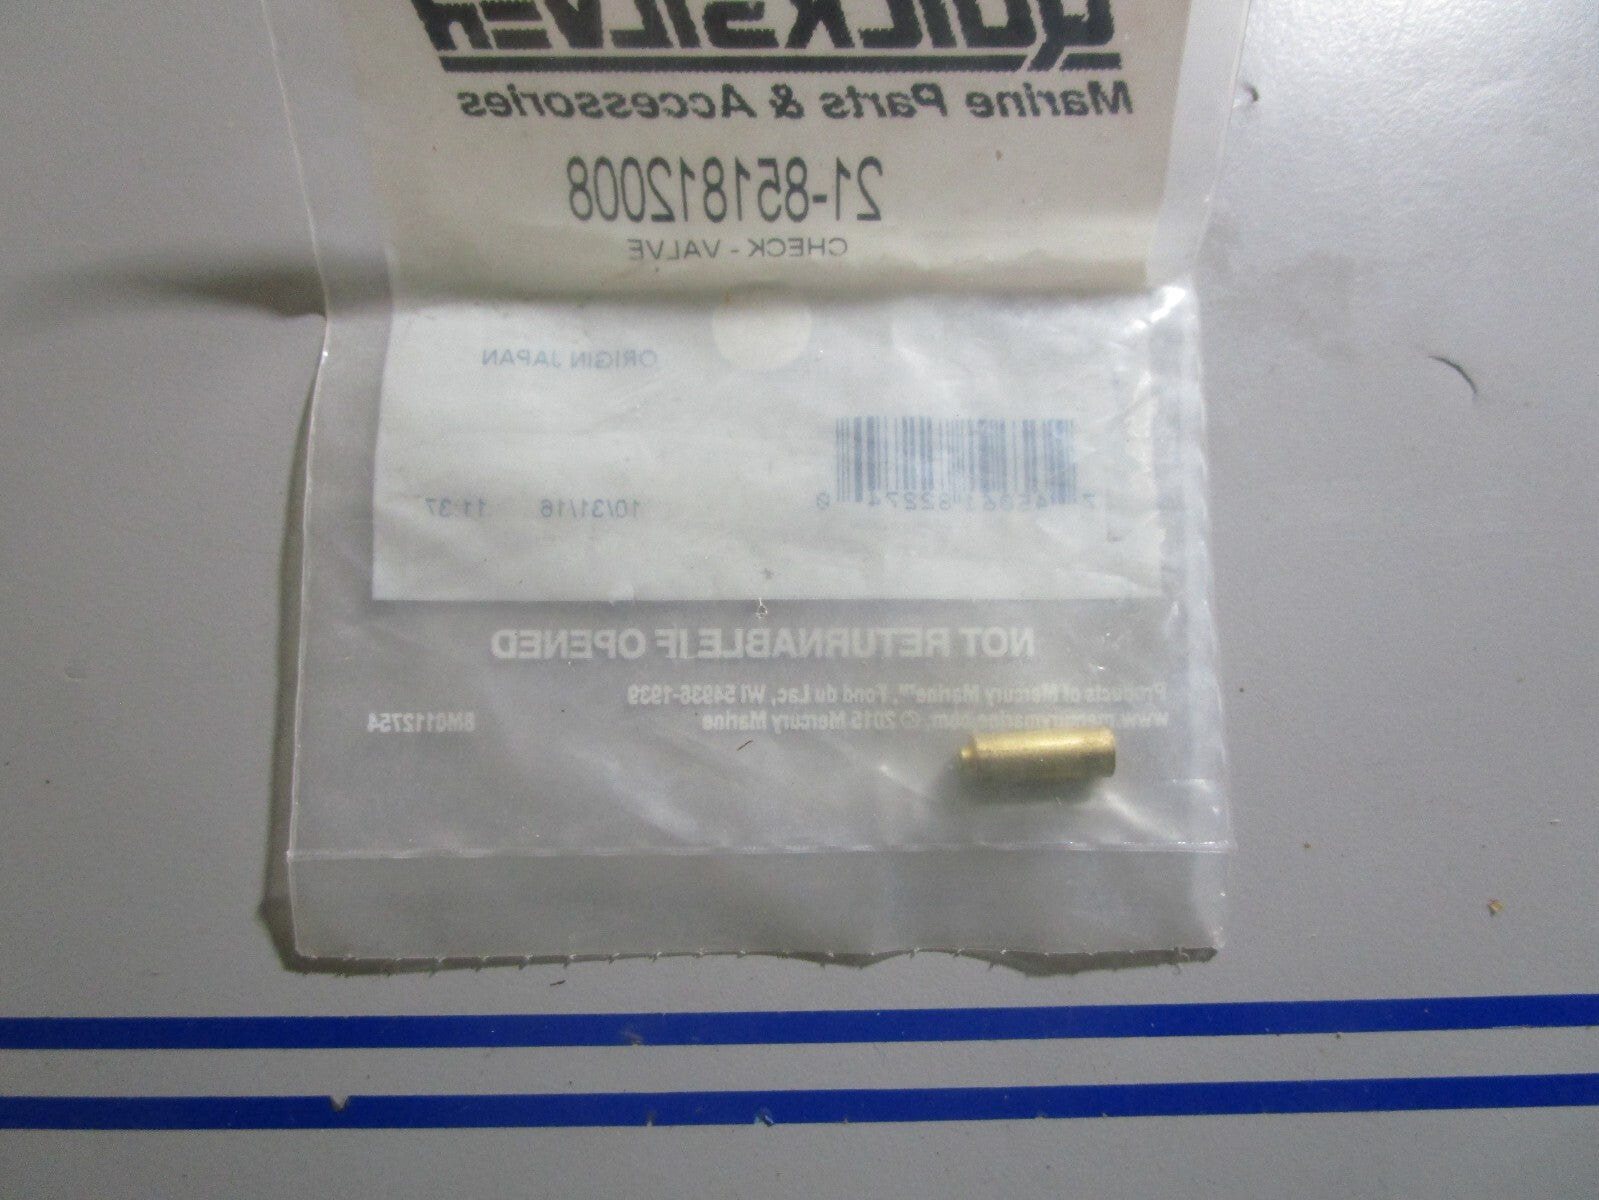 QUICKSILVER
Marine Parts & Accessories
21-851812008
CHECK - VALVE
ORIGIN JAPAN
10/31/16 11:37
NOT RETURNABLE IF OPENED
Products of Mercury Marine™, Fond du Lac, WI 54936-1939
www.mercurymarine.com, © 2015 Mercury Marine
8M0112754